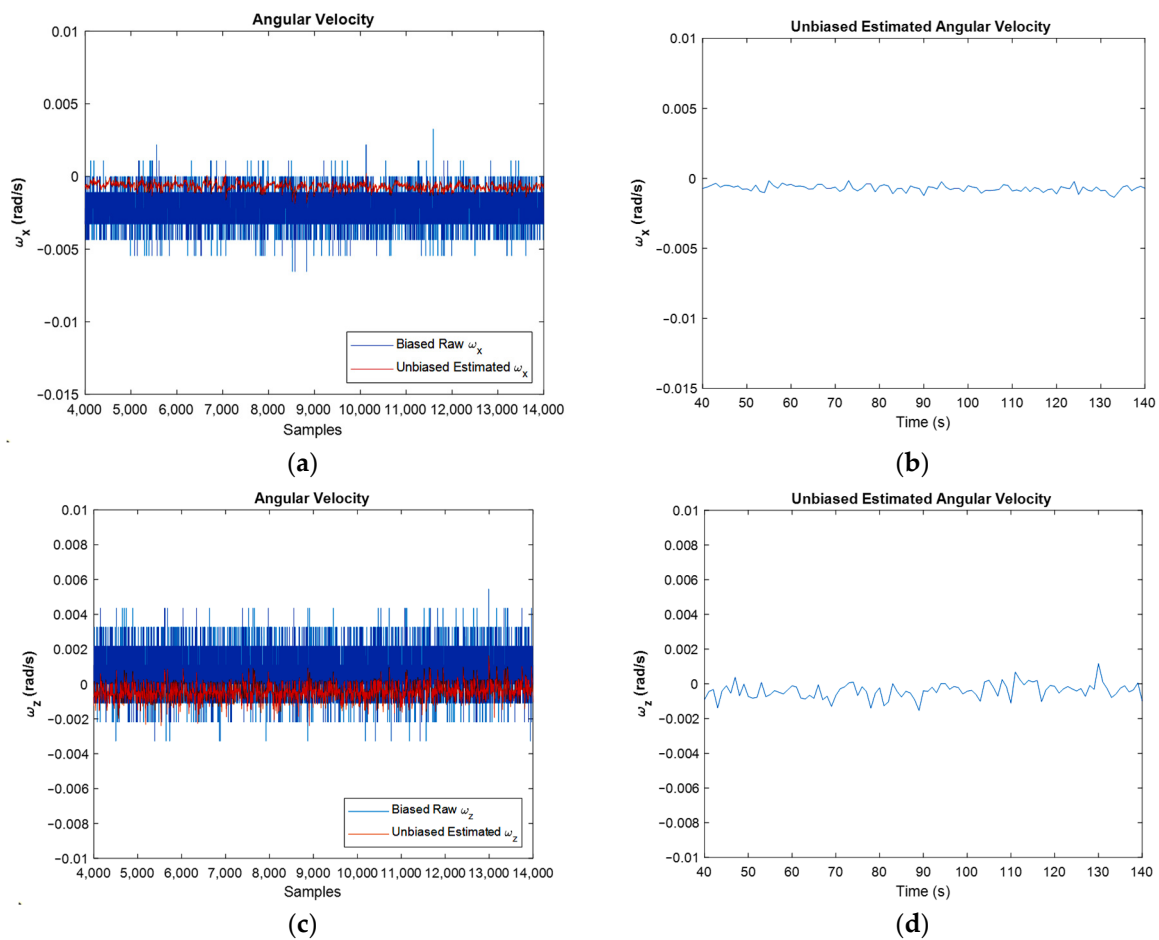 Angular Velocity
0.01
0.005
0
−0.005
−0.01
−0.015
ω_x (rad/s)
Biased Raw ω_x
Unbiased Estimated ω_x
4,000 5,000 6,000 7,000 8,000 9,000 10,000 11,000 12,000 13,000 14,000
Samples
(a)
Unbiased Estimated Angular Velocity
0.01
0.005
0
−0.005
−0.01
−0.015
ω_x (rad/s)
40 50 60 70 80 90 100 110 120 130 140
Time (s)
(b)
Angular Velocity
0.01
0.008
0.006
0.004
0.002
0
−0.002
−0.004
−0.006
−0.008
−0.01
ω_z (rad/s)
Biased Raw ω_z
Unbiased Estimated ω_z
4,000 5,000 6,000 7,000 8,000 9,000 10,000 11,000 12,000 13,000 14,000
Samples
(c)
Unbiased Estimated Angular Velocity
0.01
0.008
0.006
0.004
0.002
0
−0.002
−0.004
−0.006
−0.008
−0.01
ω_z (rad/s)
40 50 60 70 80 90 100 110 120 130 140
Time (s)
(d)